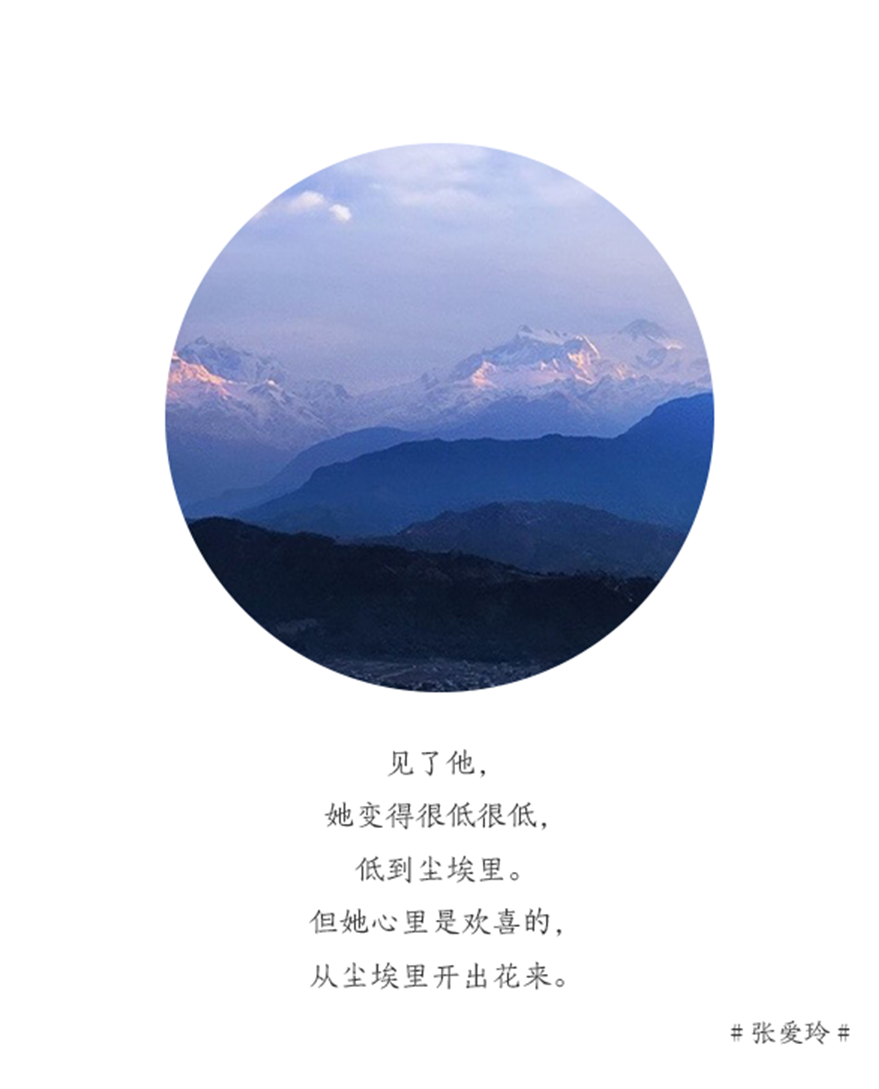 见了他，
她变得很低很低，
低到尘埃里。
但她心里是欢喜的，
从尘埃里开出花来。
# 张爱玲 #